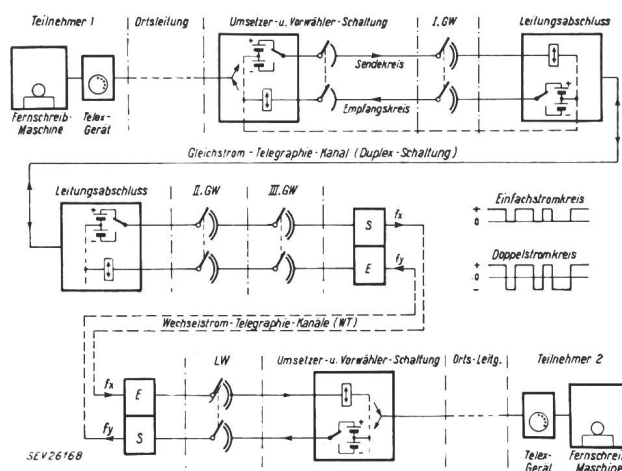 Teilnehmer 1
Ortsleitung
Umsetzer-u. Vorwähler-Schaltung
I. GW
Leitungsabschluss
+
-
Sendekreis
Empfangskreis
+
-
Fernschreib-
Maschine
Telex-
Gerät
Gleichstrom-Telegraphie-Kanal (Duplex-Schaltung)
Leitungsabschluss
II. GW
III. GW
+
-
S
fx
E
fy
Einfachstromkreis
+
0
Doppelstromkreis
+
0
-
Wechselstrom-Telegraphie-Kanäle (WT)
LW
Umsetzer-u. Vorwähler-Schaltung
Orts-Leitg.
Teilnehmer 2
fx
E
fy
S
+
-
SEV26168
Telex-
Gerät
Fernschreib-
Maschine